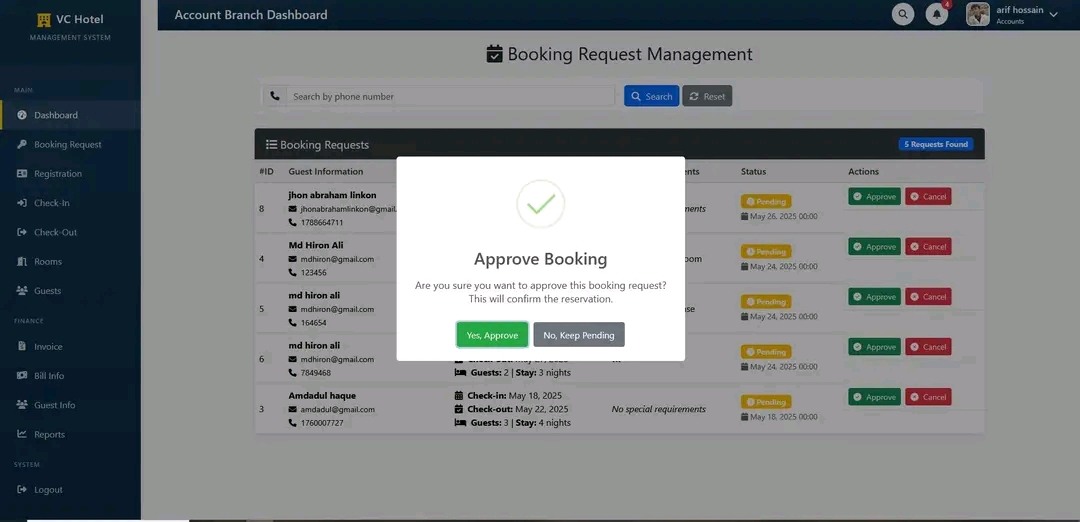 VC Hotel
MANAGEMENT SYSTEM
MAIN
Dashboard
Booking Request
Registration
Check-In
Check-Out
Rooms
Guests
FINANCE
Invoice
Bill Info
Guest Info
Reports
SYSTEM
Logout
Account Branch Dashboard
4
arif hossain
Accounts
Booking Request Management
Search by phone number
Search
Reset
Booking Requests
5 Requests Found
#ID Guest Information Status Actions
8
jhon abraham linkon
jhonabrahamlinkon@gmail.
1788664711
Pending
May 26, 2025 00:00
Approve
Cancel
4
Md Hiron Ali
mdhiron@gmail.com
123456
Pending
May 24, 2025 00:00
Approve
Cancel
5
md hiron ali
mdhiron@gmail.com
164654
Pending
May 24, 2025 00:00
Approve
Cancel
6
md hiron ali
mdhiron@gmail.com
7849468
Guests: 2 | Stay: 3 nights
Pending
May 24, 2025 00:00
Approve
Cancel
3
Amdadul haque
amdadul@gmail.com
1760007727
Check-in: May 18, 2025
Check-out: May 22, 2025
Guests: 3 | Stay: 4 nights
No special requirements
Pending
May 18, 2025 00:00
Approve
Cancel
Approve Booking
Are you sure you want to approve this booking request?
This will confirm the reservation.
Yes, Approve
No, Keep Pending